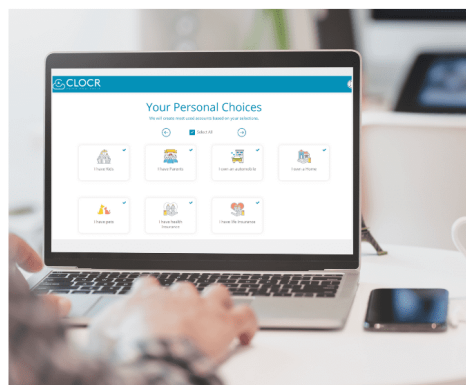 CLOCR
Your Personal Choices
We will create most used accounts based on your selections.
Select All
I have Kids
I have Parents
I own an automobile
I own a Home
I have pets
I have health
insurance
I have life insurance